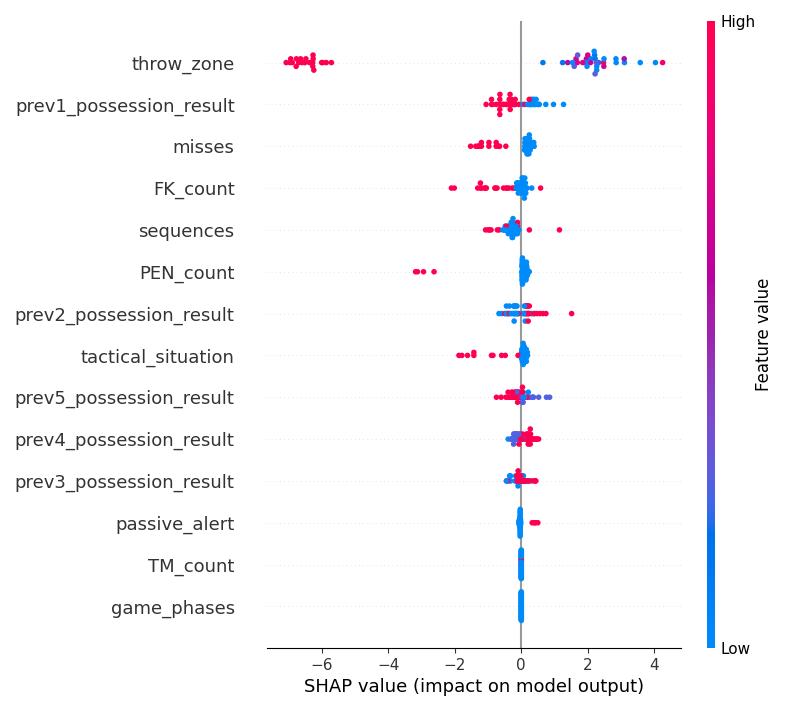 High
throw_zone
prev1_possession_result
misses
FK_count
sequences
PEN_count
prev2_possession_result
tactical_situation
prev5_possession_result
prev4_possession_result
prev3_possession_result
passive_alert
TM_count
game_phases
Feature value
Low
−6 −4 −2 0 2 4
SHAP value (impact on model output)